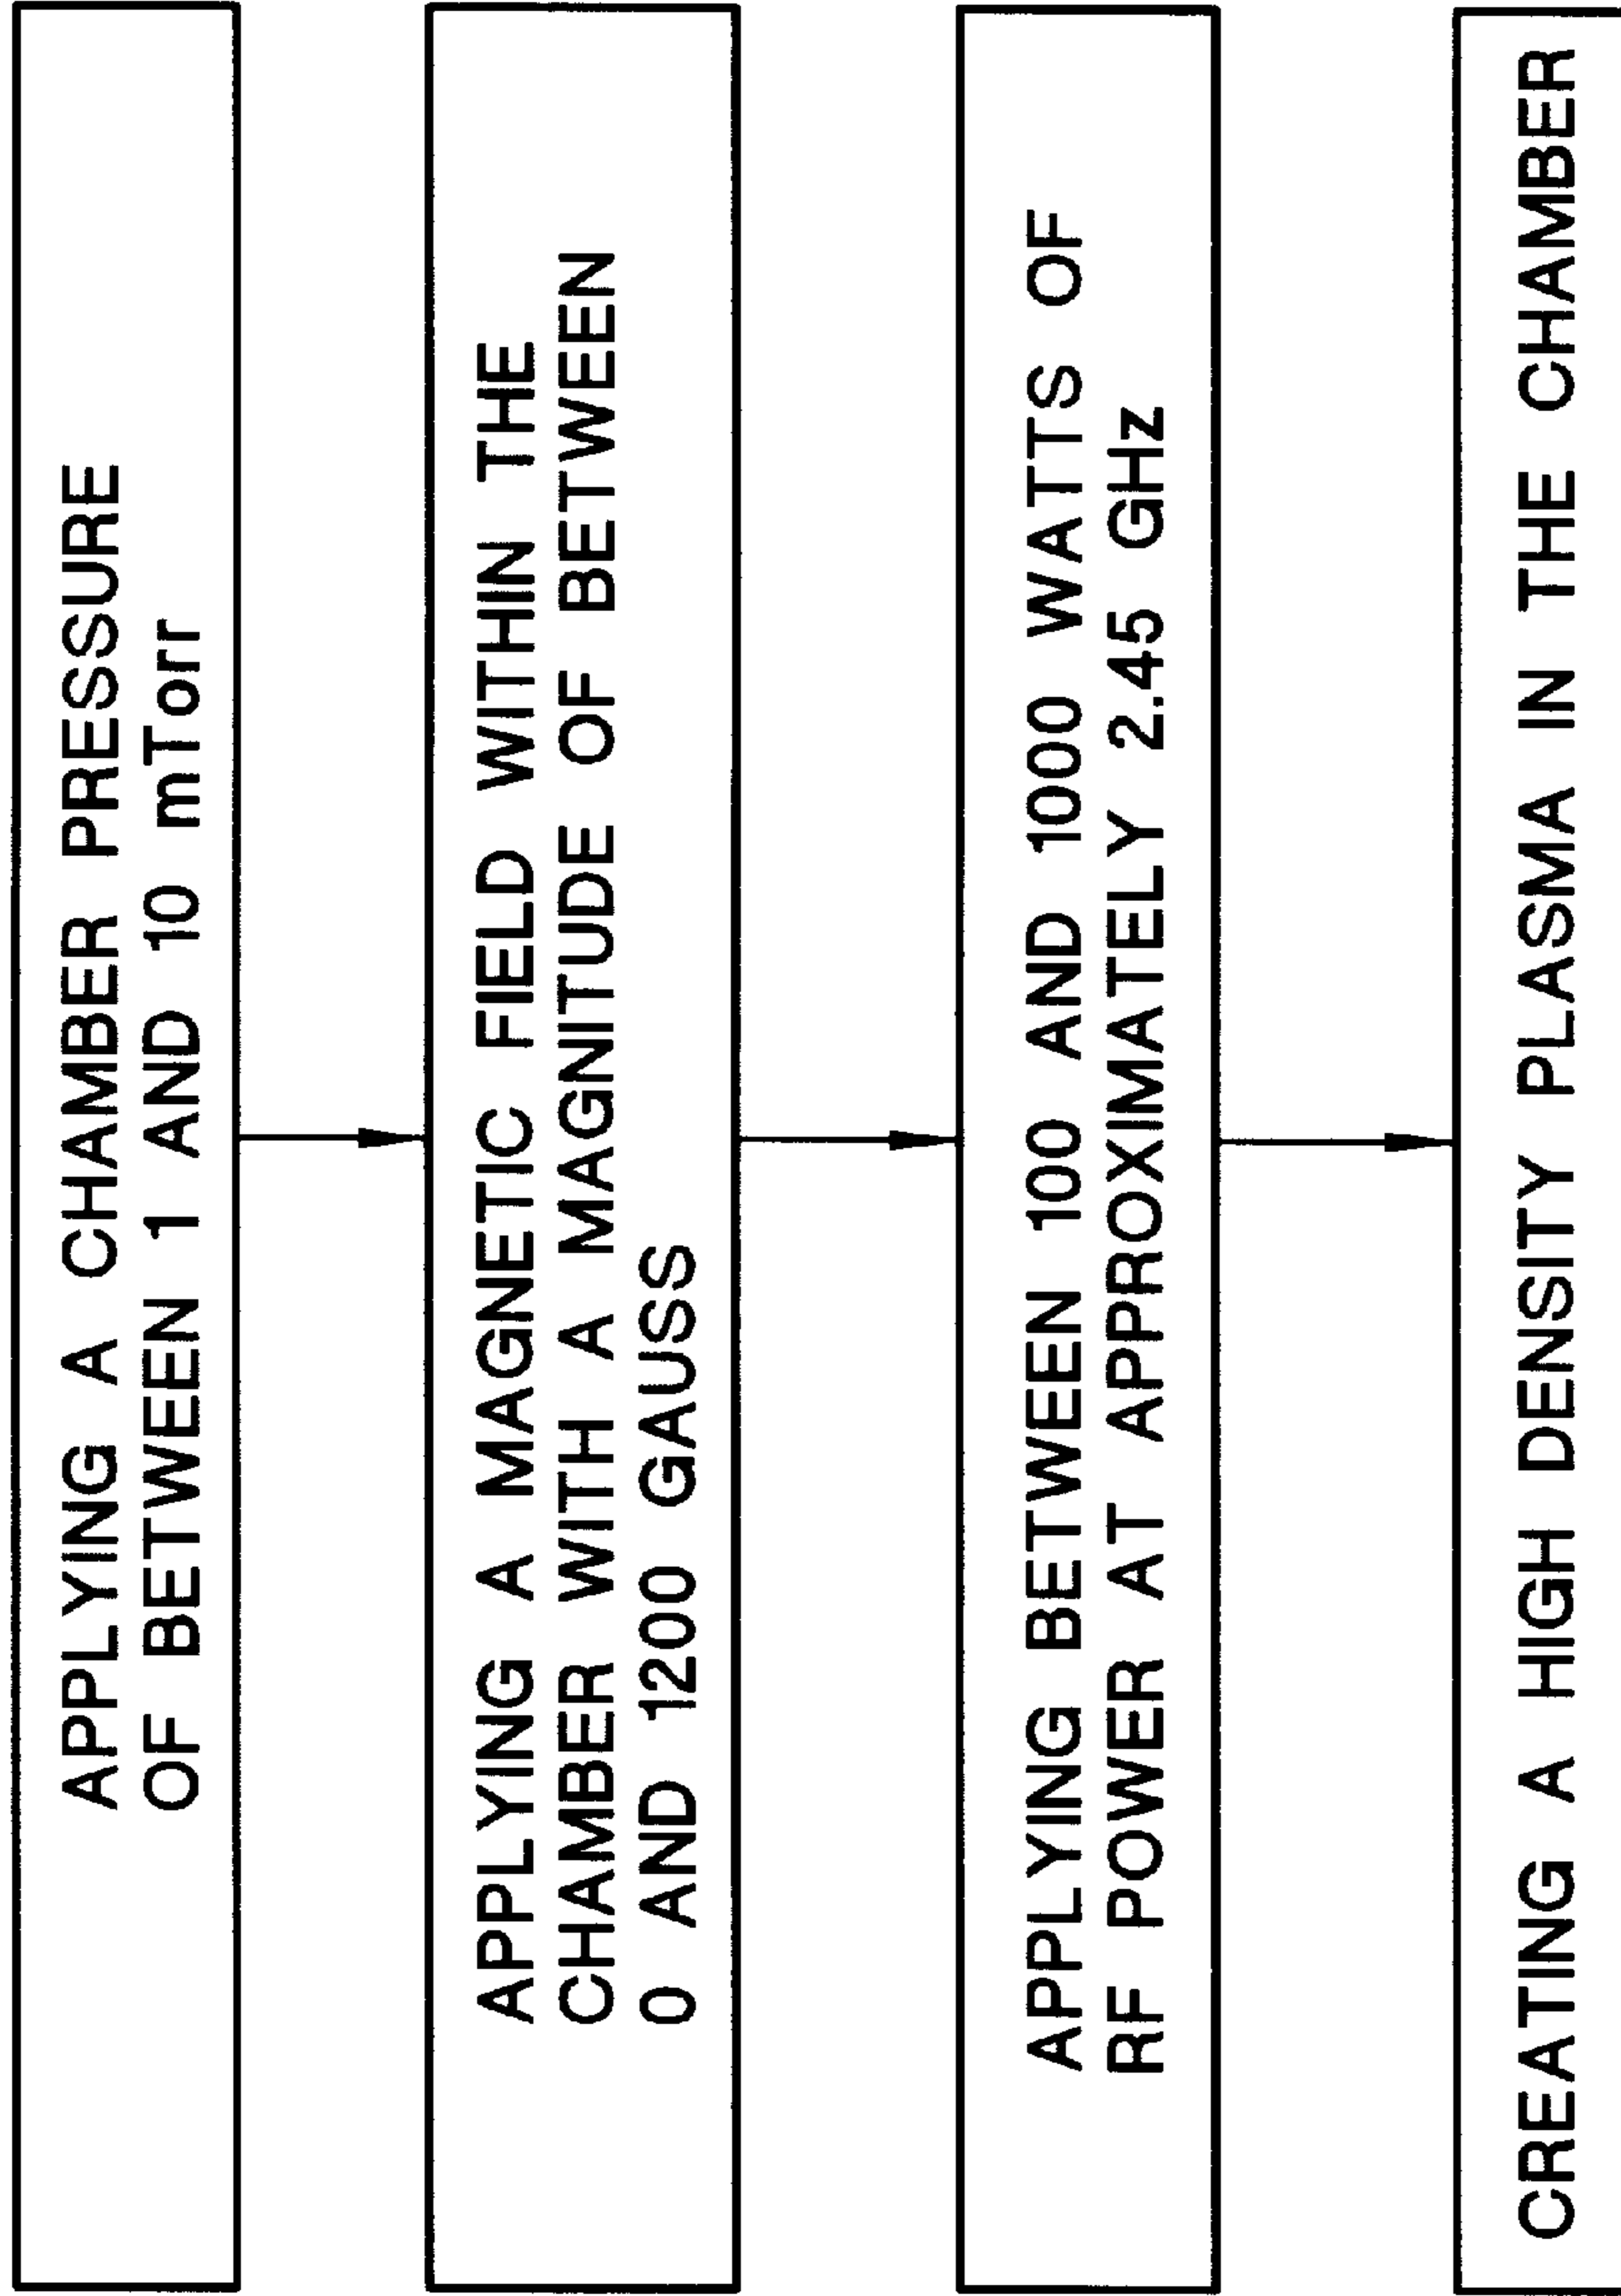 APPLYING A CHAMBER PRESSURE
OF BETWEEN 1 AND 10 mTorr
APPLYING A MAGNETIC FIELD WITHIN THE
CHAMBER WITH A MAGNITUDE OF BETWEEN
0 AND 1200 GAUSS
APPLYING BETWEEN 100 AND 1000 WATTS OF
RF POWER AT APPROXIMATELY 2.45 GHz
CREATING A HIGH DENSITY PLASMA IN THE CHAMBER